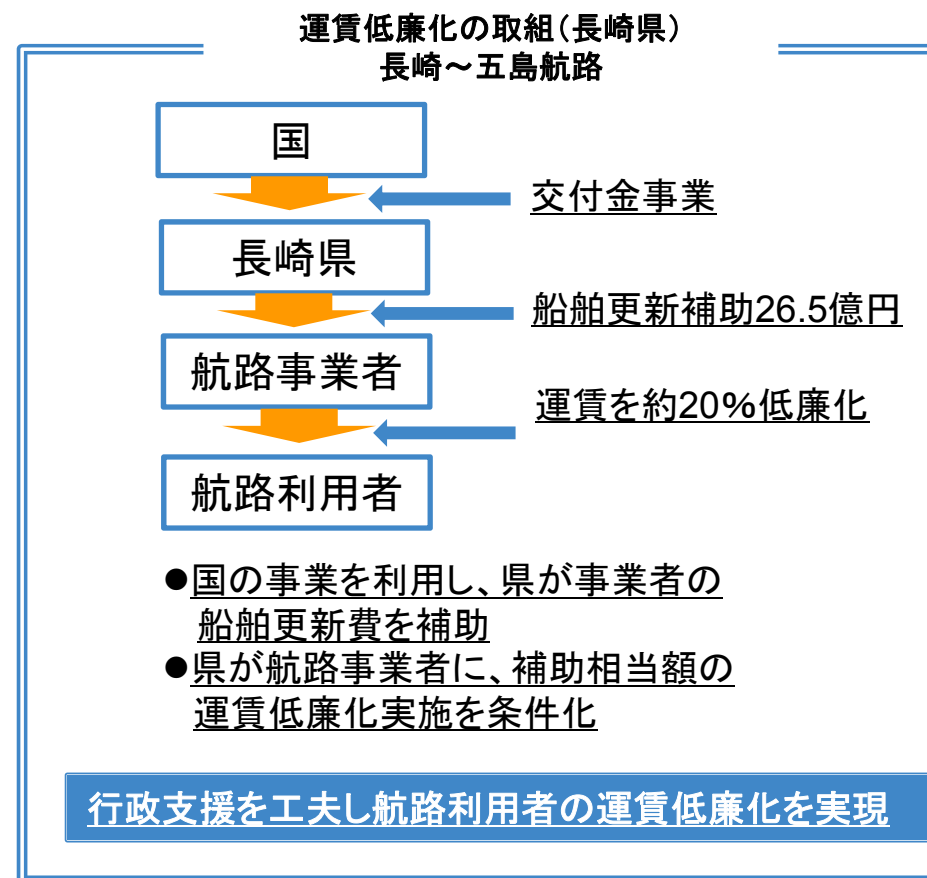 運賃低廉化の取組(長崎県)
長崎～五島航路
国
交付金事業
長崎県
船舶更新補助26.5億円
航路事業者
運賃を約20%低廉化
航路利用者
●国の事業を利用し、県が事業者の
船舶更新費を補助
●県が航路事業者に、補助相当額の
運賃低廉化実施を条件化
行政支援を工夫し航路利用者の運賃低廉化を実現